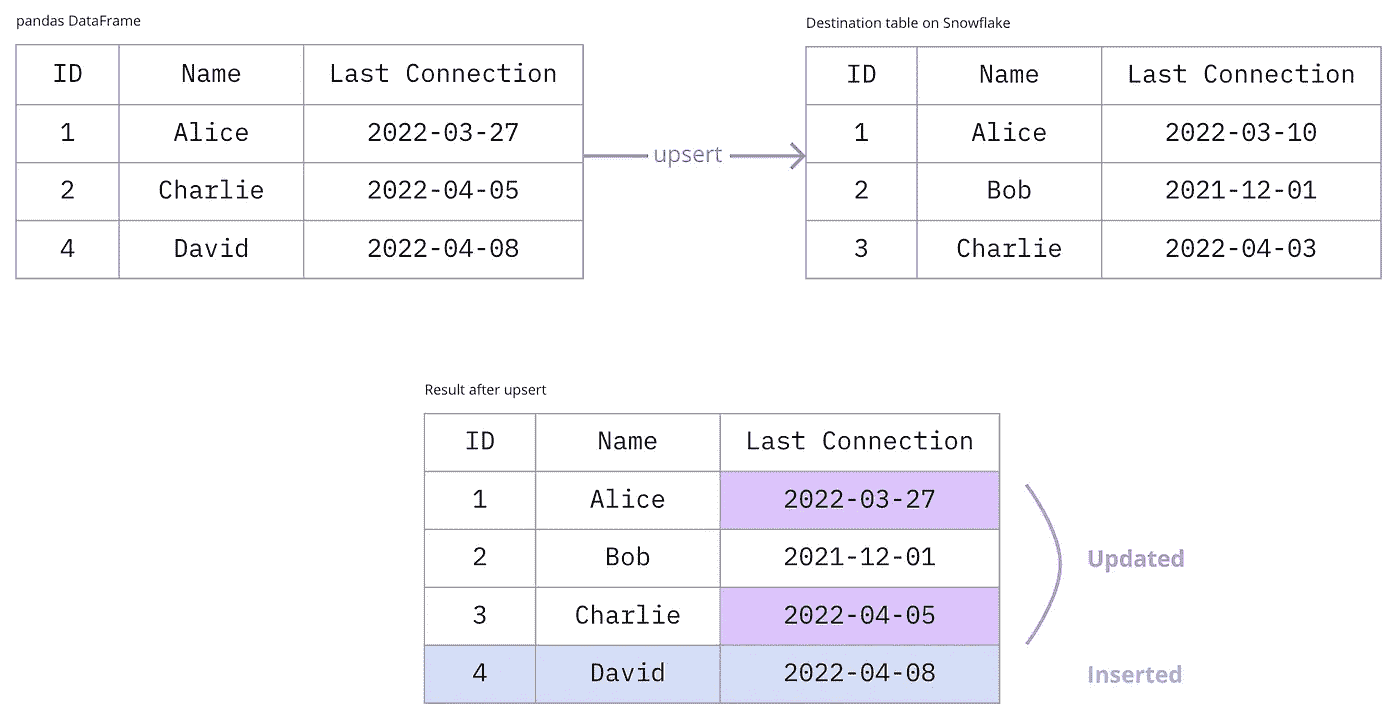 pandas DataFrame
ID Name Last Connection
1 Alice 2022-03-27
2 Charlie 2022-04-05
4 David 2022-04-08
upsert
Destination table on Snowflake
ID Name Last Connection
1 Alice 2022-03-10
2 Bob 2021-12-01
3 Charlie 2022-04-03
Result after upsert
ID Name Last Connection
1 Alice 2022-03-27
2 Bob 2021-12-01
3 Charlie 2022-04-05
4 David 2022-04-08
Updated
Inserted